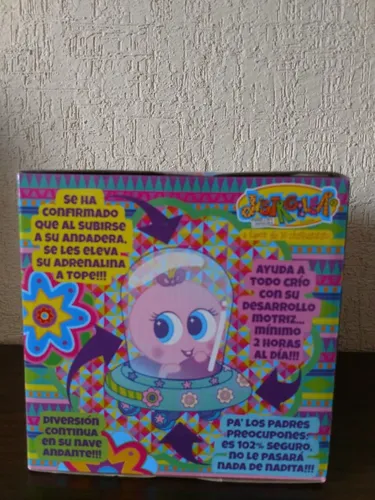 SE HA
CONFIRMADO
QUE AL SUBIRSE
A SU ANDADERA,
SE LES ELEVA
SU ADRENALINA
A TOPE!!!
AYUDA A
TODO CRÍO
CON SU
DESARROLLO
MOTRIZ...
MÍNIMO
2 HORAS
AL DÍA!!!
DIVERSIÓN
CONTINUA
EN SU NAVE
ANDANTE!!!
PA' LOS PADRES
PREOCUPONES:
ES 102% SEGURO,
NO LE PASARÁ
NADA DE NADITA!!!